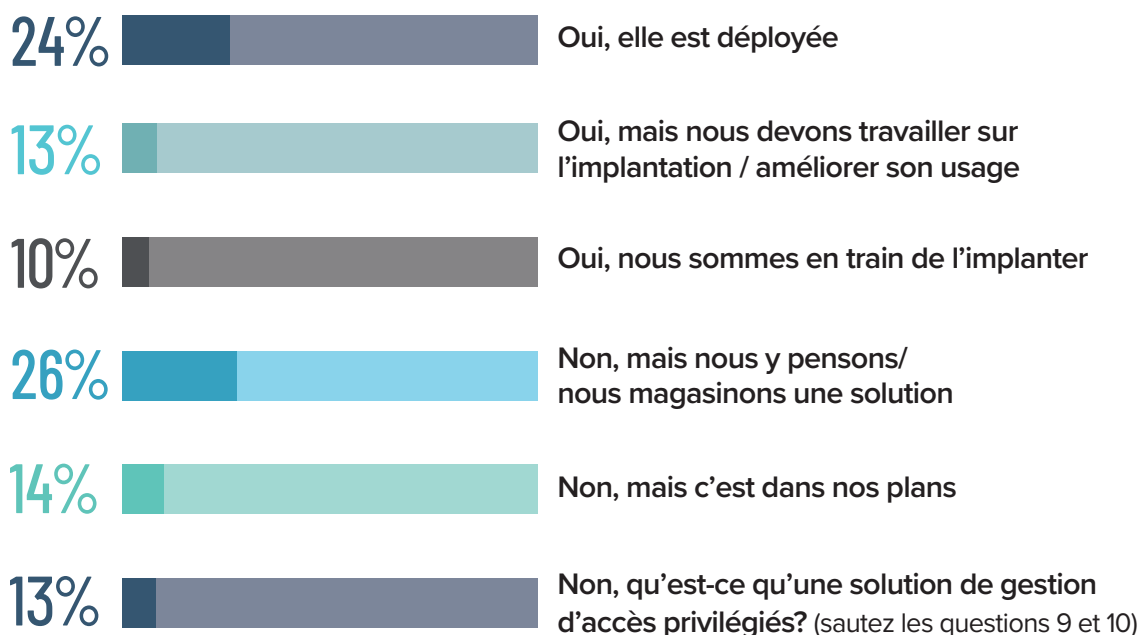 24% Oui, elle est déployée
13% Oui, mais nous devons travailler sur
l’implantation / améliorer son usage
10% Oui, nous sommes en train de l’implanter
26% Non, mais nous y pensons/
nous magasinons une solution
14% Non, mais c’est dans nos plans
13% Non, qu’est-ce qu’une solution de gestion
d’accès privilégiés? (sautez les questions 9 et 10)